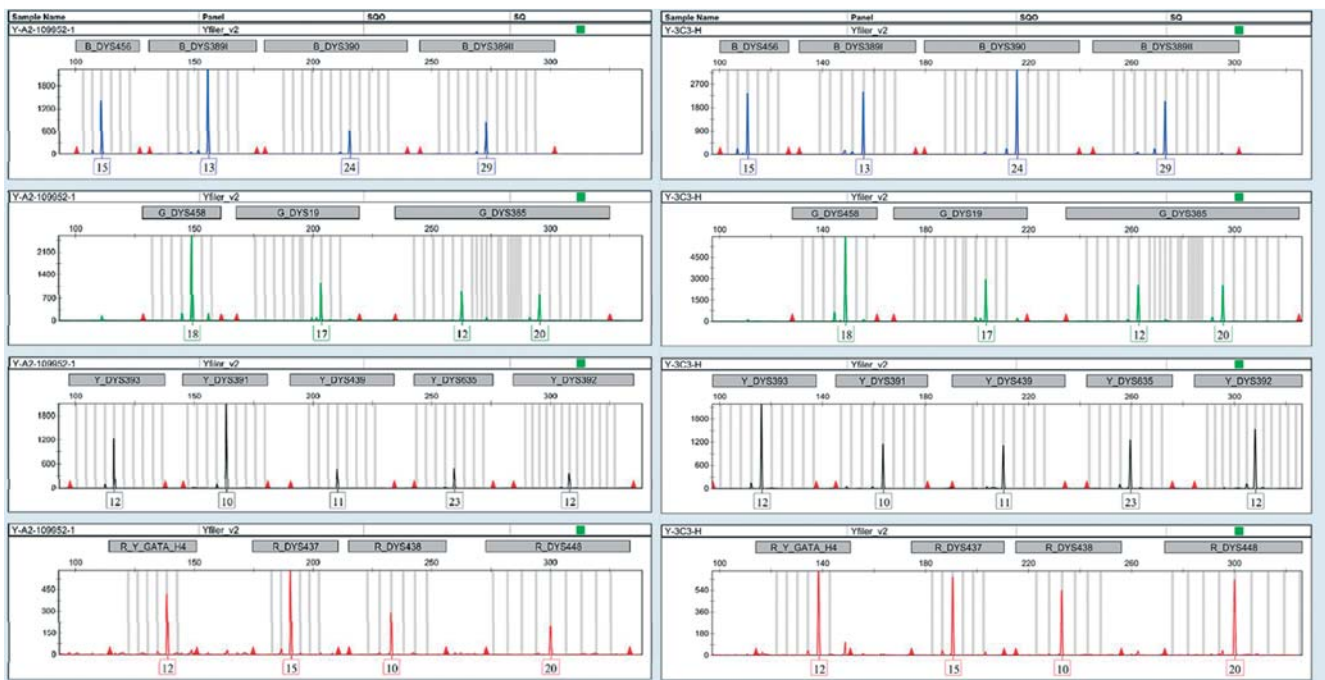 Sample Name Panel SQO SQ
Y-A2-109952-1 Yfiler_v2
B_DYS456 B_DYS389I B_DYS390 B_DYS389II
100 150 200 250 300
1800
1200
600
0
15 13 24 29
Y-A2-109952-1 Yfiler_v2
G_DYS458 G_DYS19 G_DYS385
100 150 200 250 300
2100
1400
700
0
18 17 12 20
Y-A2-109952-1 Yfiler_v2
Y_DYS393 Y_DYS391 Y_DYS439 Y_DYS635 Y_DYS392
100 150 200 250 300
1800
1200
600
0
12 10 11 23 12
Y-A2-109952-1 Yfiler_v2
R_Y_GATA_H4 R_DYS437 R_DYS438 R_DYS448
100 150 200 250 300
450
300
150
0
12 15 10 20
Sample Name Panel SQO SQ
Y-3C3-H Yfiler_v2
B_DYS456 B_DYS389I B_DYS390 B_DYS389II
100 140 180 220 260 300
2700
1800
900
0
15 13 24 29
Y-3C3-H Yfiler_v2
G_DYS458 G_DYS19 G_DYS385
100 140 180 220 260 300
4500
3000
1500
0
18 17 12 20
Y-3C3-H Yfiler_v2
Y_DYS393 Y_DYS391 Y_DYS439 Y_DYS635 Y_DYS392
100 140 180 220 260 300
1800
1200
600
0
12 10 11 23 12
Y-3C3-H Yfiler_v2
R_Y_GATA_H4 R_DYS437 R_DYS438 R_DYS448
100 140 180 220 260 300
540
360
180
0
12 15 10 20